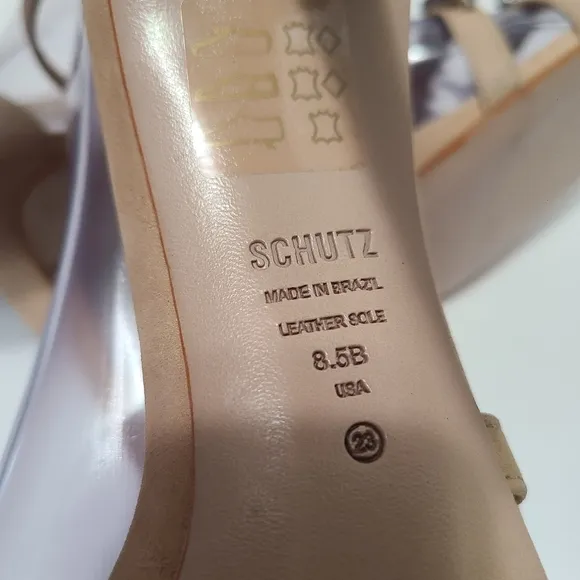 SCHUTZ
MADE IN BRAZIL
LEATHER SOLE
8.5B
USA
23